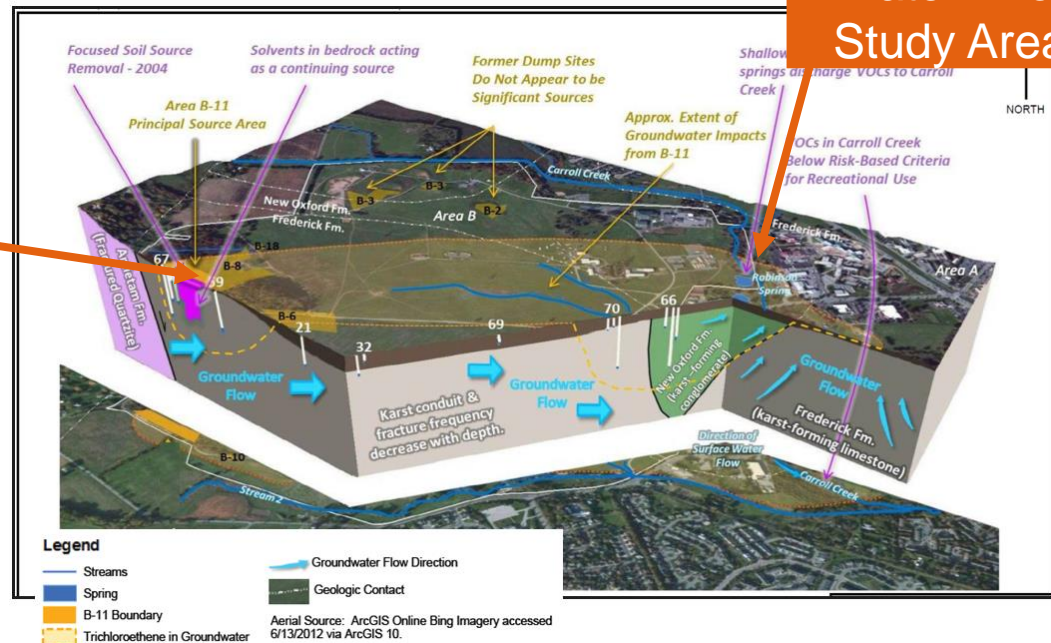 Study Area
Focused Soil Source
Removal - 2004
Solvents in bedrock acting
as a continuing source
Former Dump Sites
Do Not Appear to be
Significant Sources
Shallow
springs discharge VOCs to Carroll
Creek
NORTH
Area B-11
Principal Source Area
Approx. Extent of
Groundwater Impacts
from B-11
VOCs in Carroll Creek
Below Risk-Based Criteria
for Recreational Use
Carroll Creek
B-3
B-3
B-2
New Oxford Fm.
Frederick Fm.
Area B
Frederick Fm.
Area A
B-18
B-8
Robinson
Spring
Antietam Fm.
(Fractured Quartzite)
67
59
B-6
21
32
69
70
66
Groundwater
Flow
Karst conduit &
fracture frequency
decrease with depth.
Groundwater
Flow
New Oxford Fm.
(karst-forming
conglomerate)
Groundwater
Flow
Frederick Fm.
(karst-forming limestone)
Direction of
Surface Water
Flow
B-10
Stream 2
Carroll Creek
Legend
Streams
Spring
B-11 Boundary
Trichloroethene in Groundwater
Groundwater Flow Direction
Geologic Contact
Aerial Source: ArcGIS Online Bing Imagery accessed
6/13/2012 via ArcGIS 10.